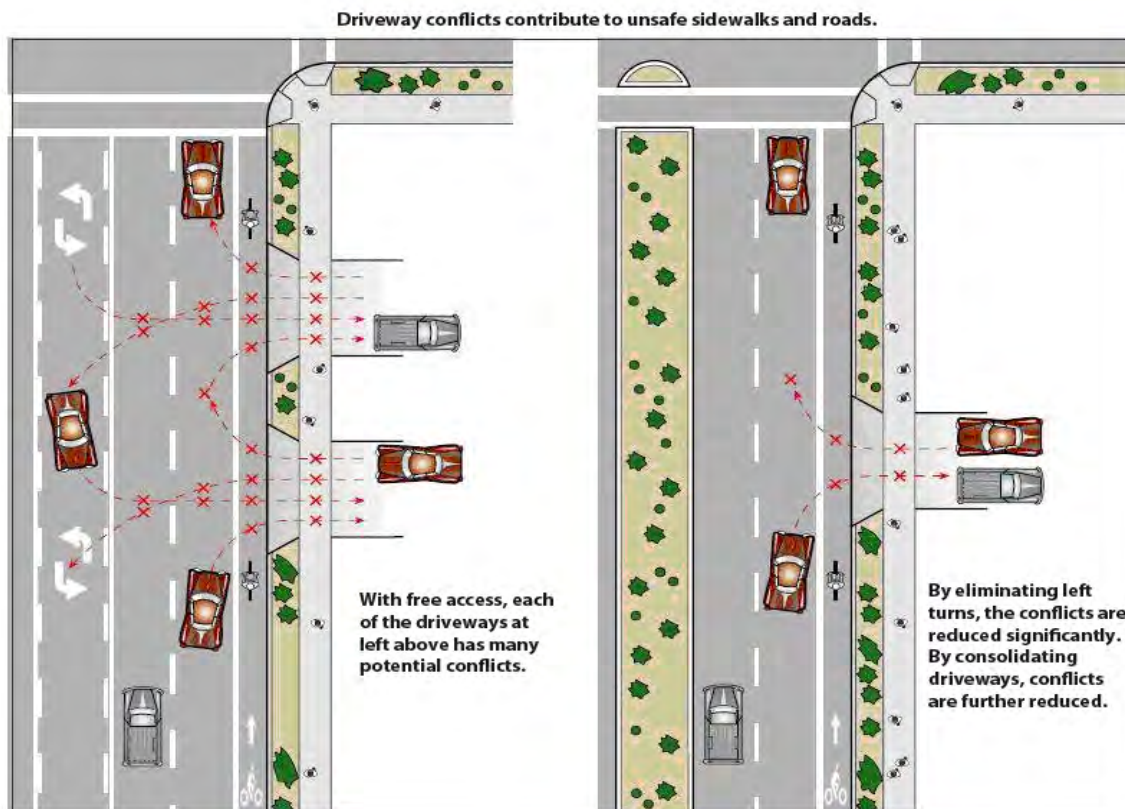 Driveway conflicts contribute to unsafe sidewalks and roads.
With free access, each
of the driveways at
left above has many
potential conflicts.
By eliminating left
turns, the conflicts are
reduced significantly.
By consolidating
driveways, conflicts
are further reduced.